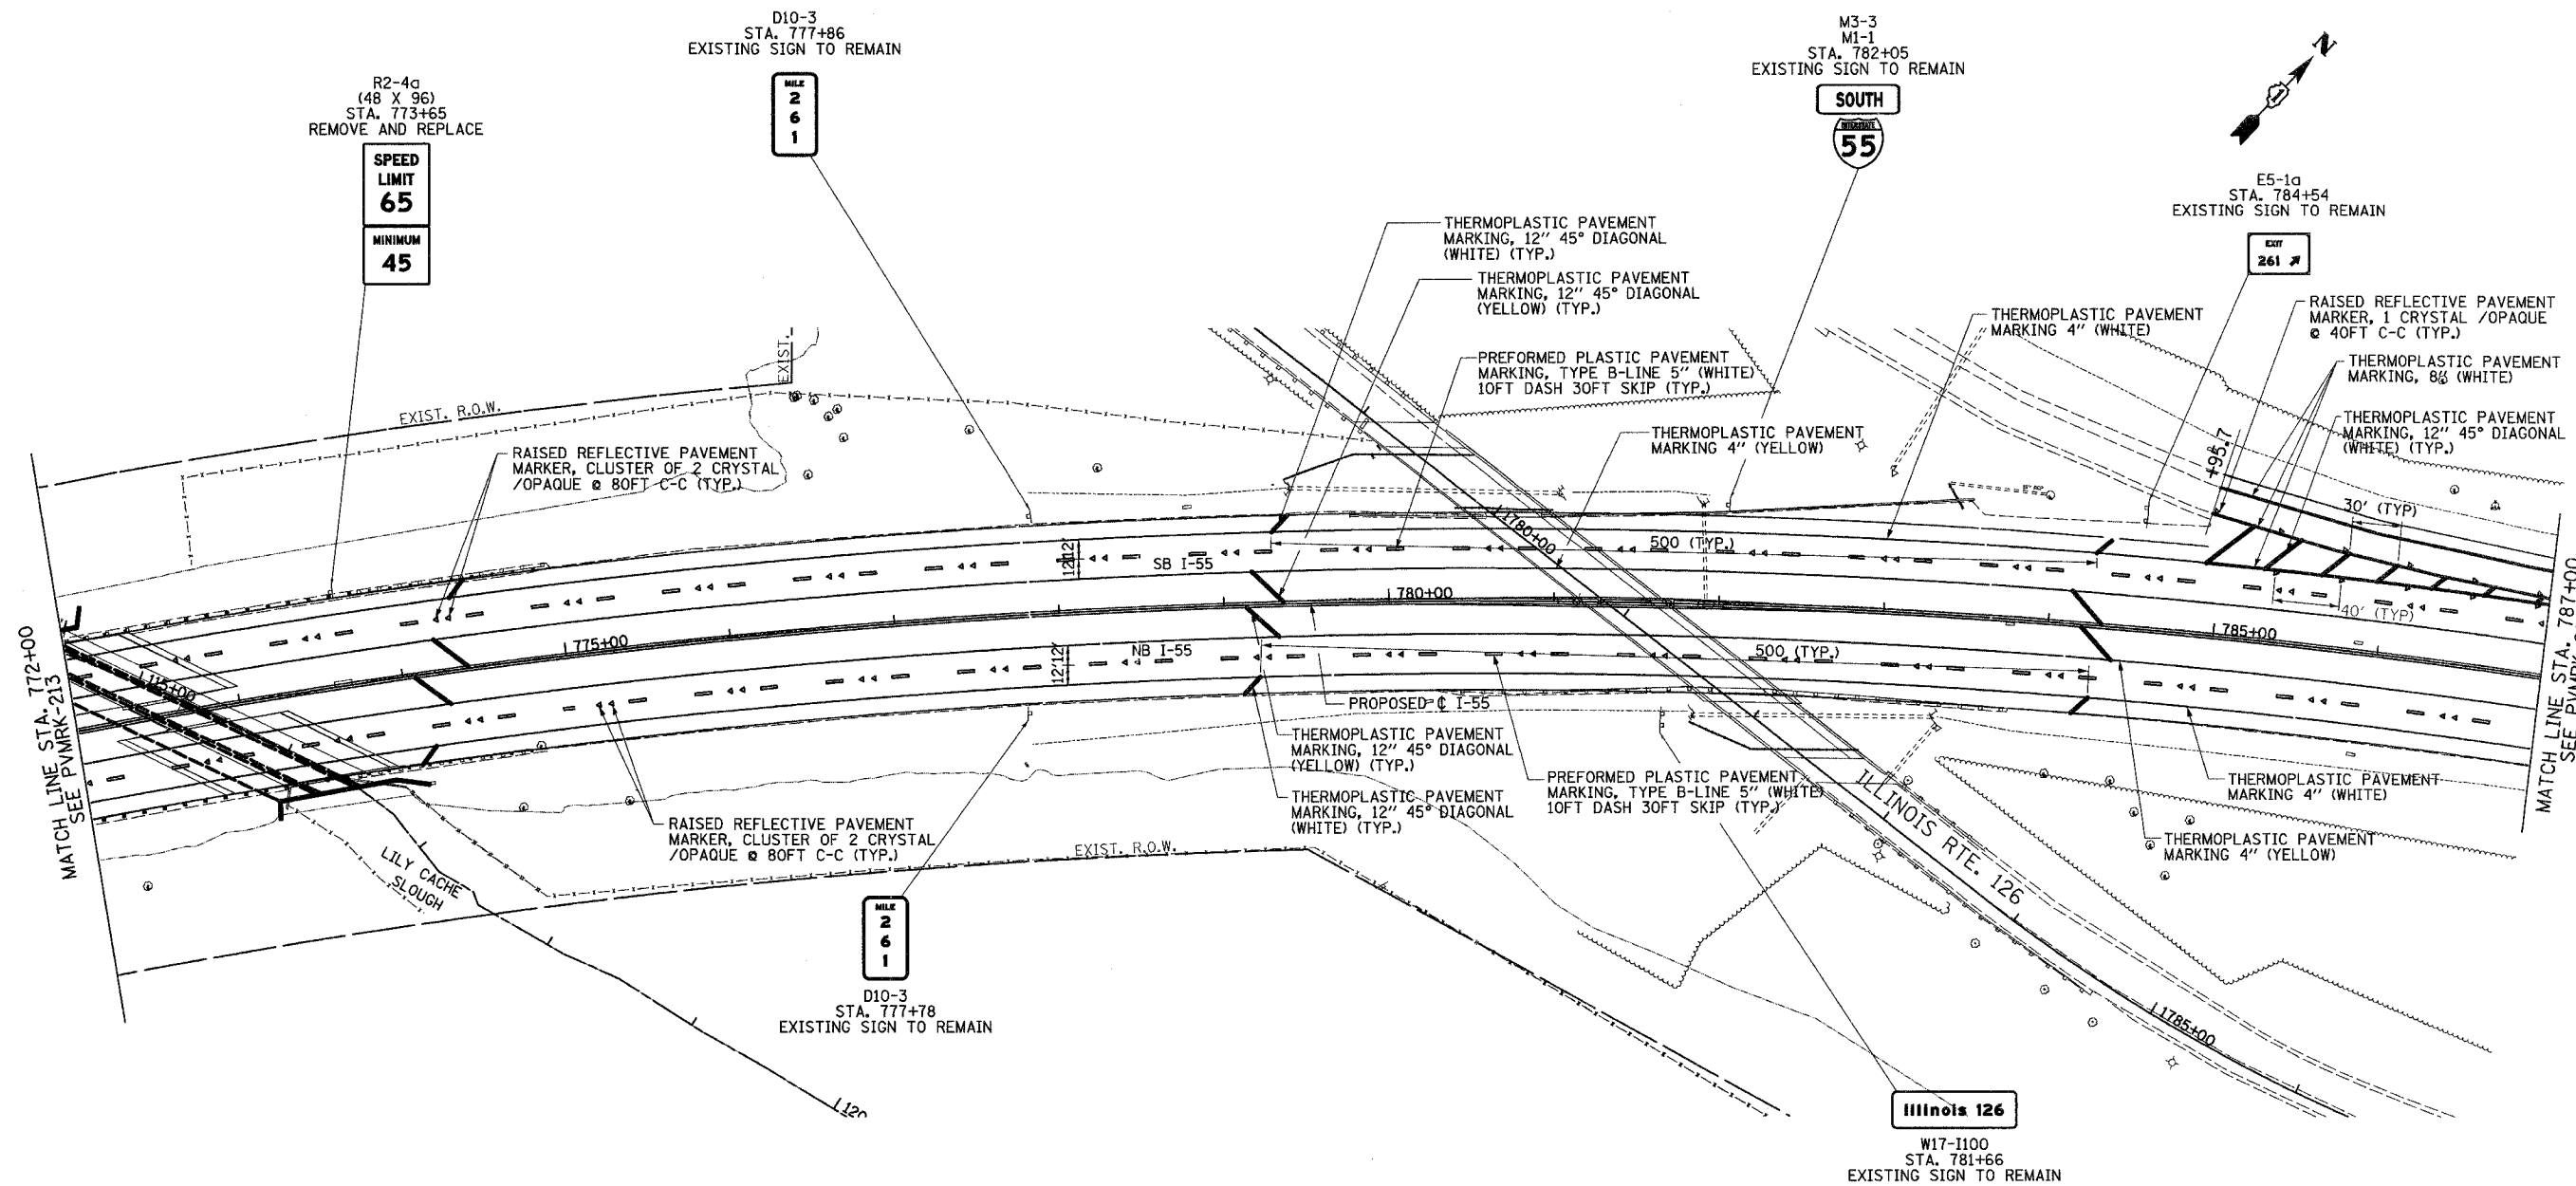 D10-3
STA. 777+86
EXISTING SIGN TO REMAIN
MILE
2
6
1
M3-3
M1-1
STA. 782+05
EXISTING SIGN TO REMAIN
SOUTH
INTERSTATE
55
N
R2-4a
(48 X 96)
STA. 773+65
REMOVE AND REPLACE
SPEED
LIMIT
65
MINIMUM
45
E5-1a
STA. 784+54
EXISTING SIGN TO REMAIN
EXIT
261
THERMOPLASTIC PAVEMENT
MARKING, 12" 45° DIAGONAL
(WHITE) (TYP.)
THERMOPLASTIC PAVEMENT
MARKING, 12" 45° DIAGONAL
(YELLOW) (TYP.)
PREFORMED PLASTIC PAVEMENT
MARKING, TYPE B-LINE 5" (WHITE)
10FT DASH 30FT SKIP (TYP.)
THERMOPLASTIC PAVEMENT
MARKING 4" (YELLOW)
THERMOPLASTIC PAVEMENT
MARKING 4" (WHITE)
RAISED REFLECTIVE PAVEMENT
MARKER, 1 CRYSTAL /OPAQUE
@ 40FT C-C (TYP.)
THERMOPLASTIC PAVEMENT
MARKING, (WHITE)
THERMOPLASTIC PAVEMENT
MARKING, 12" 45° DIAGONAL
(WHITE) (TYP.)
EXIST.
EXIST. R.O.W.
RAISED REFLECTIVE PAVEMENT
MARKER, CLUSTER OF 2 CRYSTAL
/OPAQUE @ 80FT C-C (TYP.)
+95.7
30' (TYP)
1780+00
500 (TYP.)
12'
12'
SB I-55
780+00
40' (TYP)
785+00
775+00
NB I-55
12'
12'
500 (TYP.)
115+00
MATCH LINE STA. 772+00
SEE PVMRK-213
MATCH LINE STA. 787+00
PROPOSED ℄ I-55
THERMOPLASTIC PAVEMENT
MARKING, 12" 45° DIAGONAL
(YELLOW) (TYP.)
THERMOPLASTIC PAVEMENT
MARKING, 12" 45° DIAGONAL
(WHITE) (TYP.)
PREFORMED PLASTIC PAVEMENT
MARKING, TYPE B-LINE 5" (WHITE)
10FT DASH 30FT SKIP (TYP.)
ILLINOIS RTE. 126
THERMOPLASTIC PAVEMENT
MARKING 4" (WHITE)
THERMOPLASTIC PAVEMENT
MARKING 4" (YELLOW)
RAISED REFLECTIVE PAVEMENT
MARKER, CLUSTER OF 2 CRYSTAL
/OPAQUE @ 80FT C-C (TYP.)
EXIST. R.O.W.
LILY CACHE
SLOUGH
MILE
2
6
1
D10-3
STA. 777+78
EXISTING SIGN TO REMAIN
1785+00
120
Illinois 126
W17-I100
STA. 781+66
EXISTING SIGN TO REMAIN